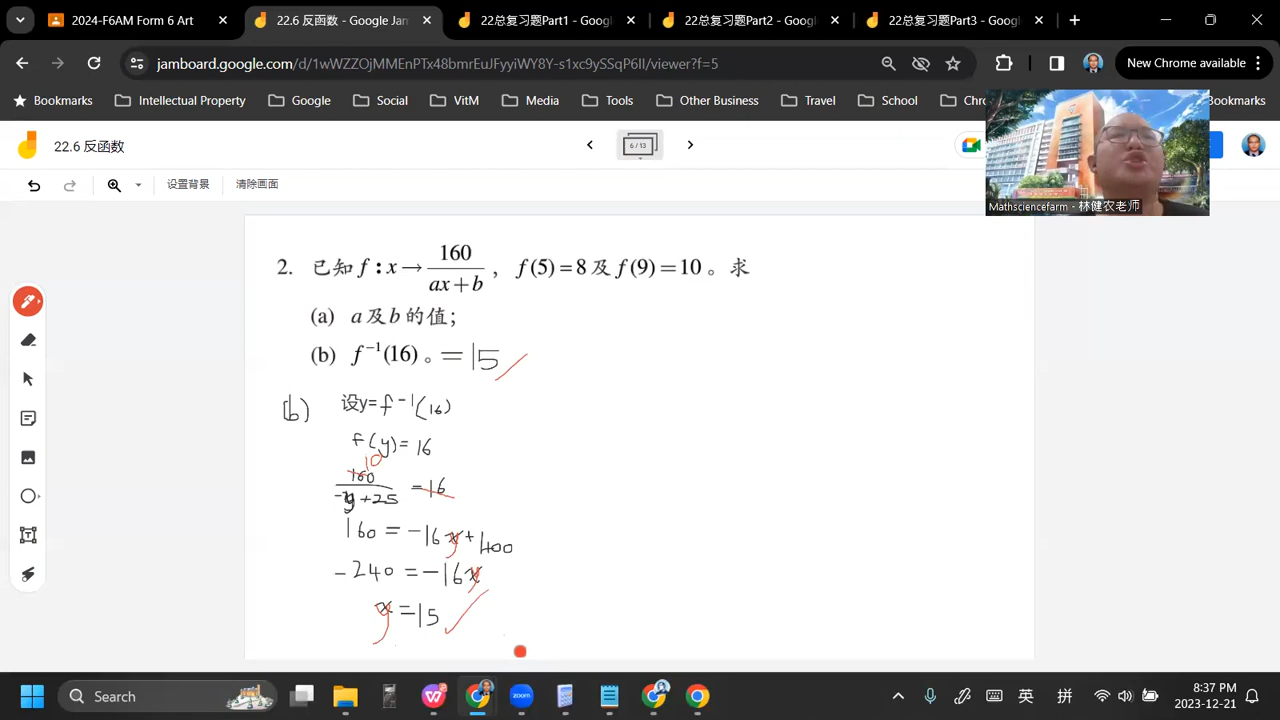 2024-F6AM Form 6 Art
22.6 反函数 - Google Jam
22总复习题Part1 - Googl
22总复习题Part2 - Googl
22总复习题Part3 - Googl
jamboard.google.com/d/1wWZZOjMMEnPTx48bmrEuJFyyiWY8Y-s1xc9ySSqP6II/viewer?f=5
New Chrome available
Bookmarks
Intellectual Property
Google
Social
VitM
Media
Tools
Other Business
Travel
School
Chr
Bookmarks
22.6 反函数
6 / 13
设置背景
清除画面
Mathsciencefarm - 林健农老师
2. 已知 f : x → 160/(ax+b) , f(5)=8 及 f(9)=10 。求
(a) a 及 b 的值;
(b) f⁻¹(16) 。 = 15
(b) 设y= f⁻¹(16)
f(y) = 16
10
160/(-y+25) = 16
160 = -16y + 400
-240 = -16y
y = 15
Search
英
拼
8:37 PM
2023-12-21